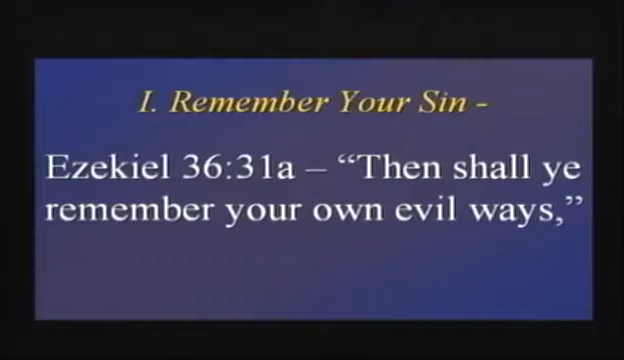 I. Remember Your Sin -
Ezekiel 36:31a – “Then shall ye
remember your own evil ways,”